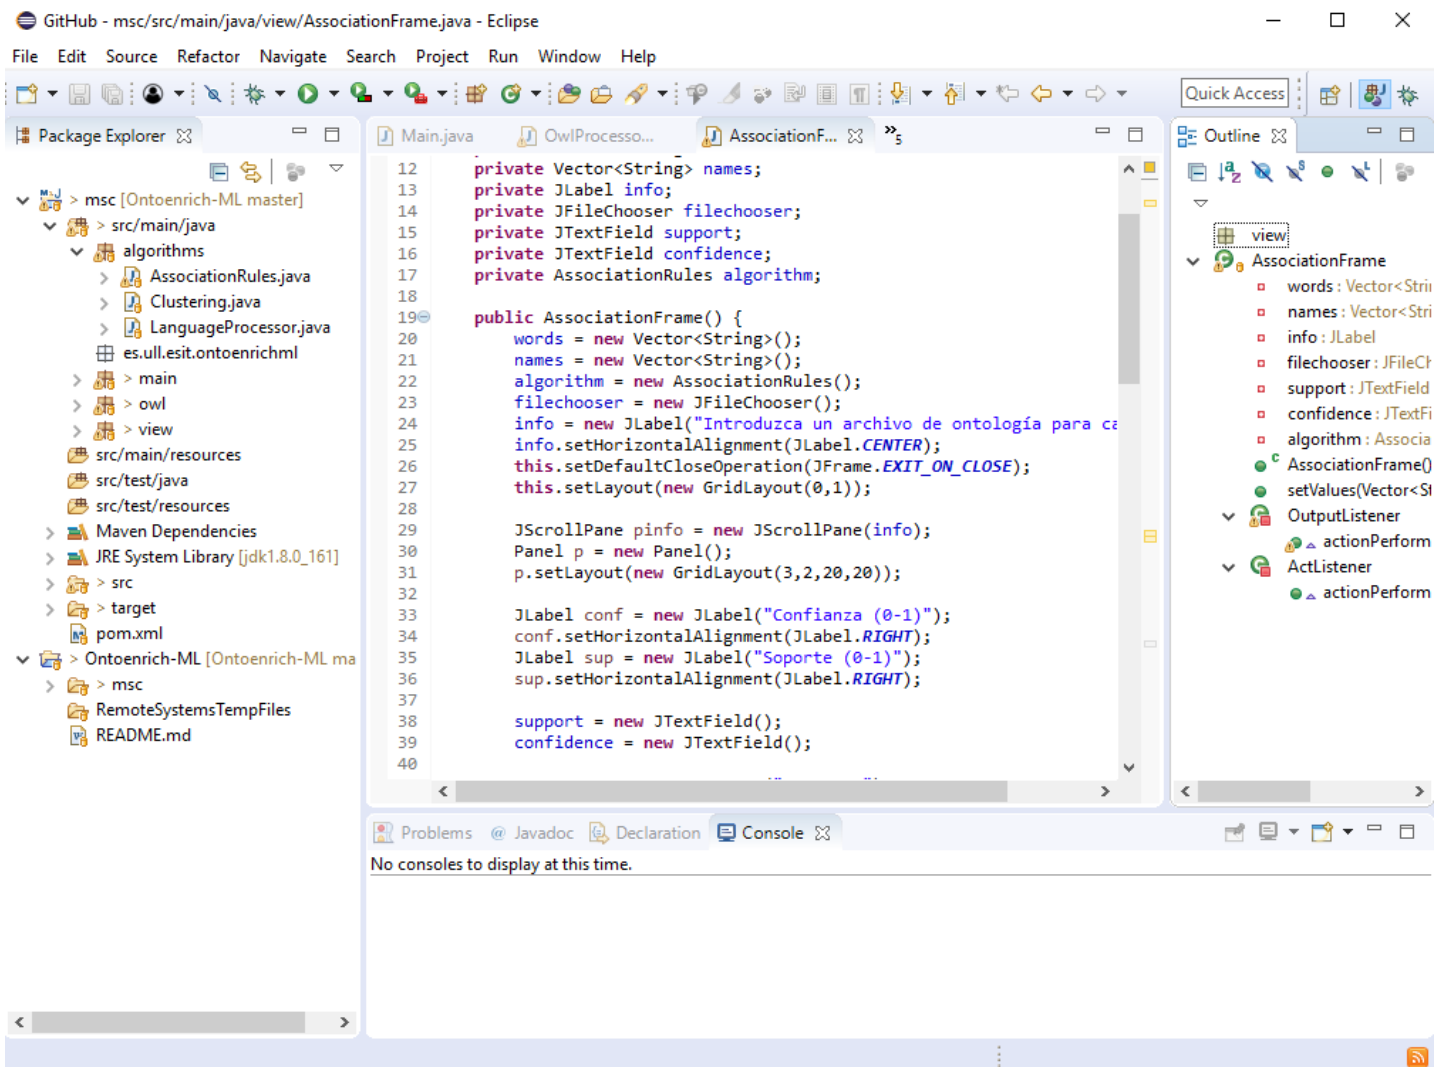 GitHub - msc/src/main/java/view/AssociationFrame.java - Eclipse
File Edit Source Refactor Navigate Search Project Run Window Help
Quick Access
Package Explorer
msc [Ontoenrich-ML master]
> src/main/java
algorithms
AssociationRules.java
Clustering.java
LanguageProcessor.java
es.ull.esit.ontoenrichml
> main
> owl
> view
src/main/resources
src/test/java
src/test/resources
Maven Dependencies
JRE System Library [jdk1.8.0_161]
> src
> target
pom.xml
> Ontoenrich-ML [Ontoenrich-ML ma
> msc
RemoteSystemsTempFiles
README.md
Main.java OwlProcesso... AssociationF... »5
12 private Vector<String> names;
13 private JLabel info;
14 private JFileChooser filechooser;
15 private JTextField support;
16 private JTextField confidence;
17 private AssociationRules algorithm;
18
19 public AssociationFrame() {
20 words = new Vector<String>();
21 names = new Vector<String>();
22 algorithm = new AssociationRules();
23 filechooser = new JFileChooser();
24 info = new JLabel("Introduzca un archivo de ontología para ca
25 info.setHorizontalAlignment(JLabel.CENTER);
26 this.setDefaultCloseOperation(JFrame.EXIT_ON_CLOSE);
27 this.setLayout(new GridLayout(0,1));
28
29 JScrollPane pinfo = new JScrollPane(info);
30 Panel p = new Panel();
31 p.setLayout(new GridLayout(3,2,20,20));
32
33 JLabel conf = new JLabel("Confianza (0-1)");
34 conf.setHorizontalAlignment(JLabel.RIGHT);
35 JLabel sup = new JLabel("Soporte (0-1)");
36 sup.setHorizontalAlignment(JLabel.RIGHT);
37
38 support = new JTextField();
39 confidence = new JTextField();
40
Outline
view
AssociationFrame
words : Vector<Strin
names : Vector<Stri
info : JLabel
filechooser : JFileCh
support : JTextField
confidence : JTextFi
algorithm : Associa
AssociationFrame()
setValues(Vector<St
OutputListener
actionPerform
ActListener
actionPerform
Problems @ Javadoc Declaration Console
No consoles to display at this time.